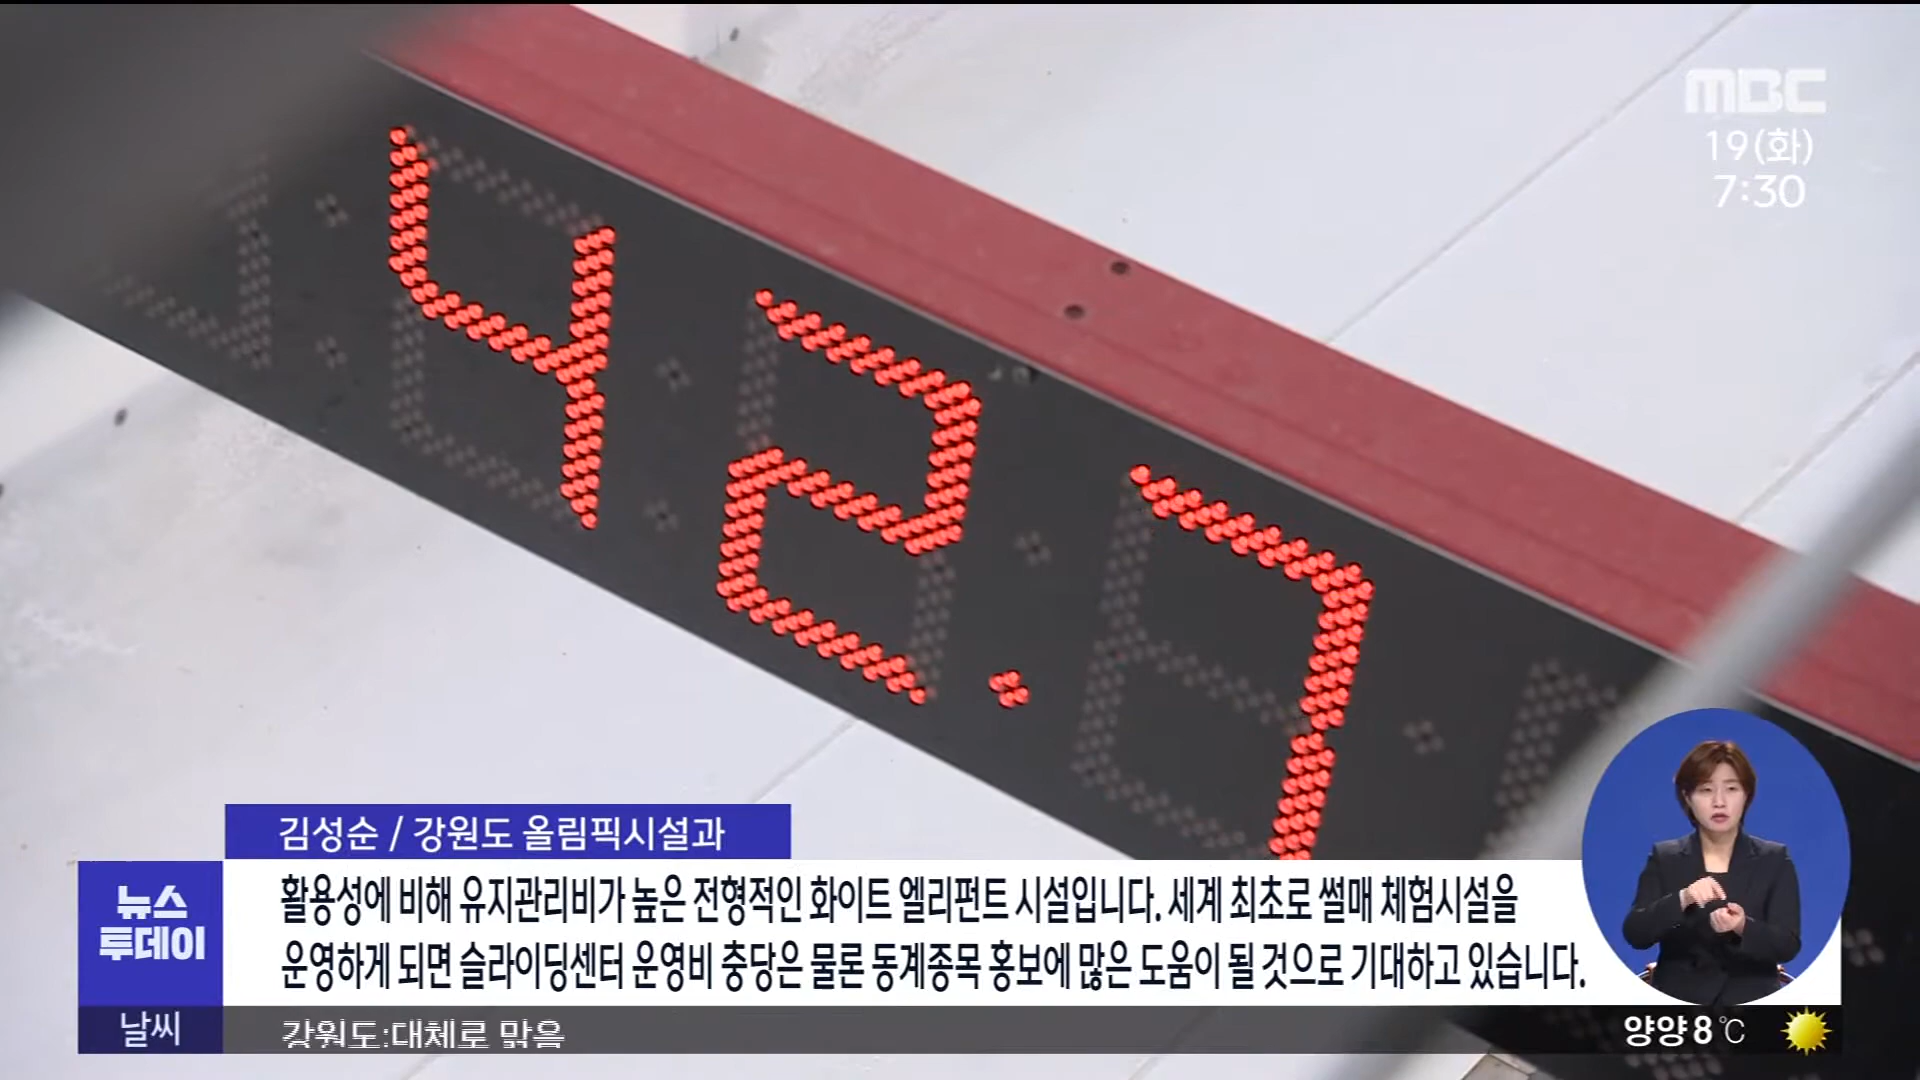 MBC
19(화)
7:30
42.7
김성순 / 강원도 올림픽시설과
뉴스
투데이
활용성에 비해 유지관리비가 높은 전형적인 화이트 엘리펀트 시설입니다. 세계 최초로 썰매 체험시설을
운영하게 되면 슬라이딩센터 운영비 충당은 물론 동계종목 홍보에 많은 도움이 될 것으로 기대하고 있습니다.
날씨
강원도:대체로 맑음
양양 8℃